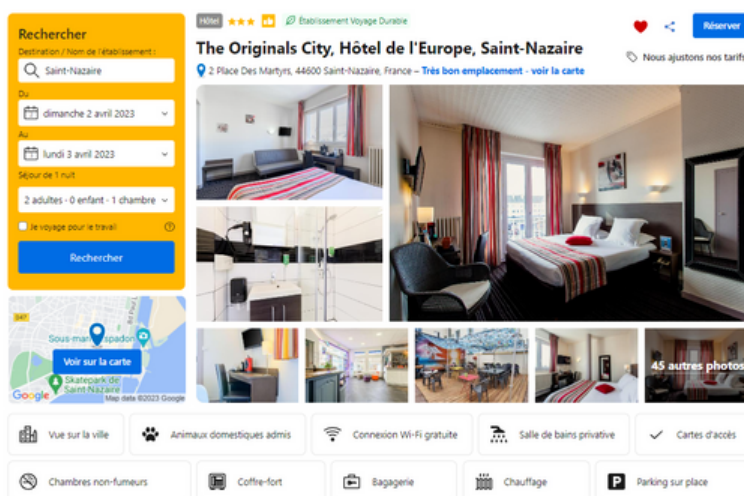 Rechercher
Destination / Nom de l'établissement :
Saint-Nazaire
Du
dimanche 2 avril 2023
Au
lundi 3 avril 2023
Séjour de 1 nuit
2 adultes · 0 enfant · 1 chambre
Je voyage pour le travail
Rechercher
Hôtel
Établissement Voyage Durable
Réserver
The Originals City, Hôtel de l'Europe, Saint-Nazaire
Nous ajustons nos tarifs
2 Place Des Martyrs, 44600 Saint-Nazaire, France – Très bon emplacement - voir la carte
Sous-marin Espadon
Voir sur la carte
Skatepark de
Saint-Nazaire
Google
Map data ©2023 Google
45 autres photos
Vue sur la ville
Animaux domestiques admis
Connexion Wi-Fi gratuite
Salle de bains privative
Cartes d'accès
Chambres non-fumeurs
Coffre-fort
Bagagerie
Chauffage
P
Parking sur place